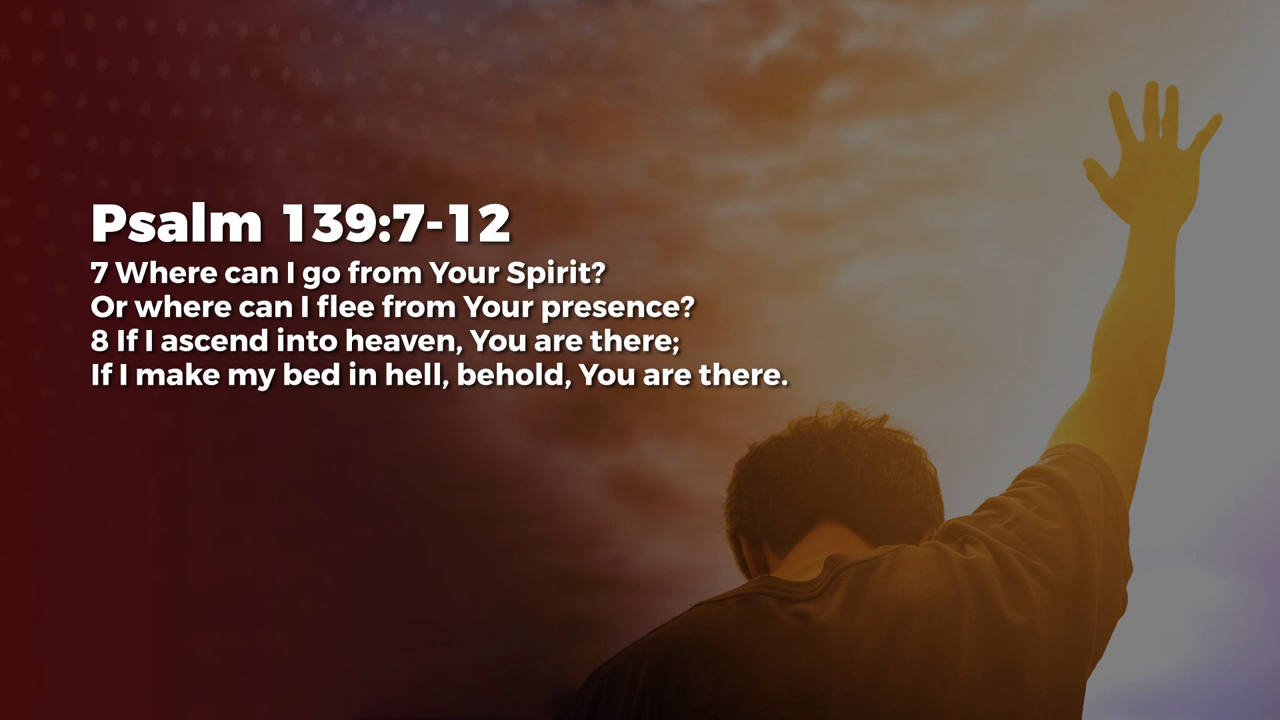 Psalm 139:7-12
7 Where can I go from Your Spirit?
Or where can I flee from Your presence?
8 If I ascend into heaven, You are there;
If I make my bed in hell, behold, You are there.